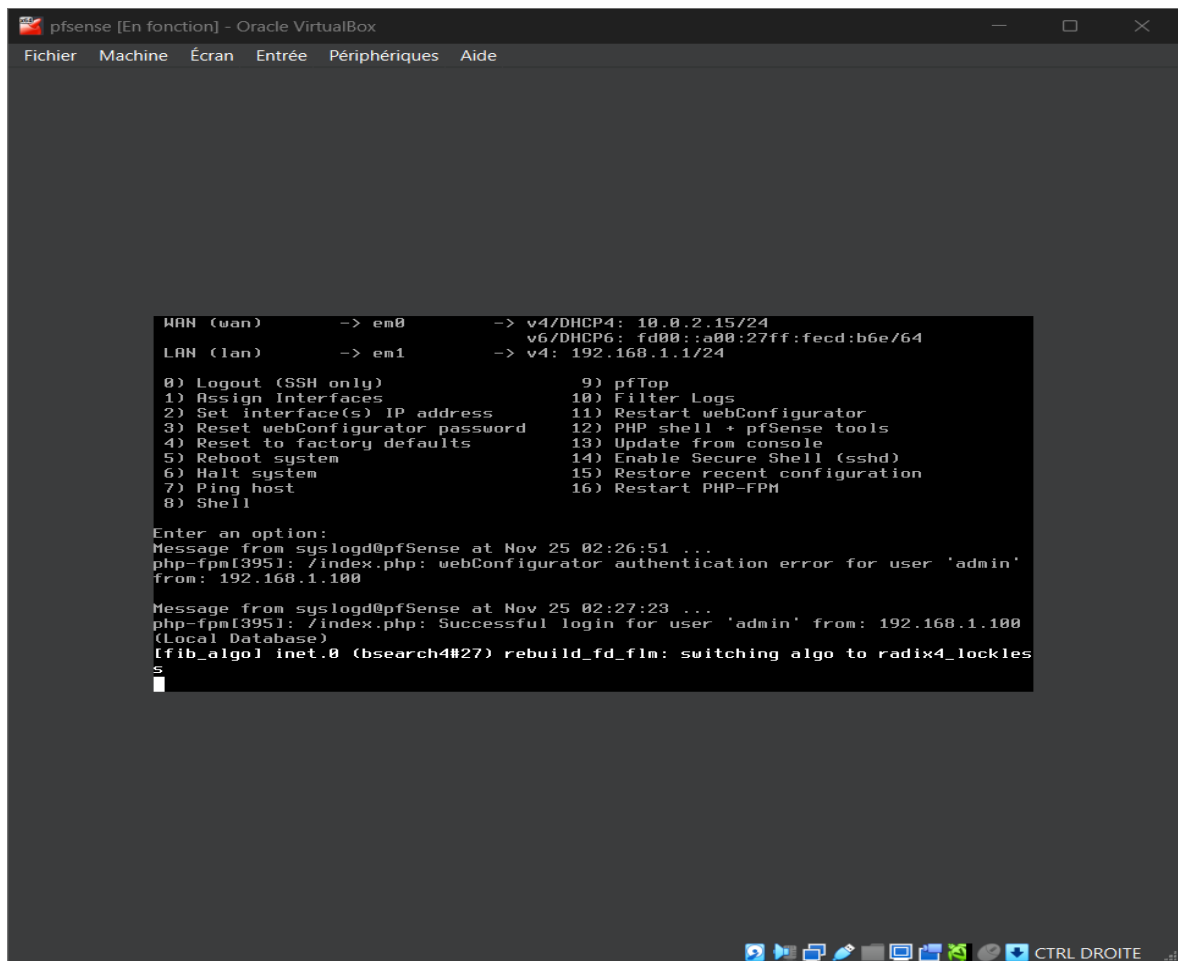 pfsense [En fonction] - Oracle VirtualBox
Fichier Machine Écran Entrée Périphériques Aide
WAN (wan) -> em0 -> v4/DHCP4: 10.0.2.15/24
v6/DHCP6: fd00::a00:27ff:fecd:b6e/64
LAN (lan) -> em1 -> v4: 192.168.1.1/24
0) Logout (SSH only) 9) pfTop
1) Assign Interfaces 10) Filter Logs
2) Set interface(s) IP address 11) Restart webConfigurator
3) Reset webConfigurator password 12) PHP shell + pfSense tools
4) Reset to factory defaults 13) Update from console
5) Reboot system 14) Enable Secure Shell (sshd)
6) Halt system 15) Restore recent configuration
7) Ping host 16) Restart PHP-FPM
8) Shell
Enter an option:
Message from syslogd@pfSense at Nov 25 02:26:51 ...
php-fpm[395]: /index.php: webConfigurator authentication error for user 'admin'
from: 192.168.1.100
Message from syslogd@pfSense at Nov 25 02:27:23 ...
php-fpm[395]: /index.php: Successful login for user 'admin' from: 192.168.1.100
(Local Database)
[fib_algo] inet.0 (bsearch4#27) rebuild_fd_flm: switching algo to radix4_lockles
s
CTRL DROITE